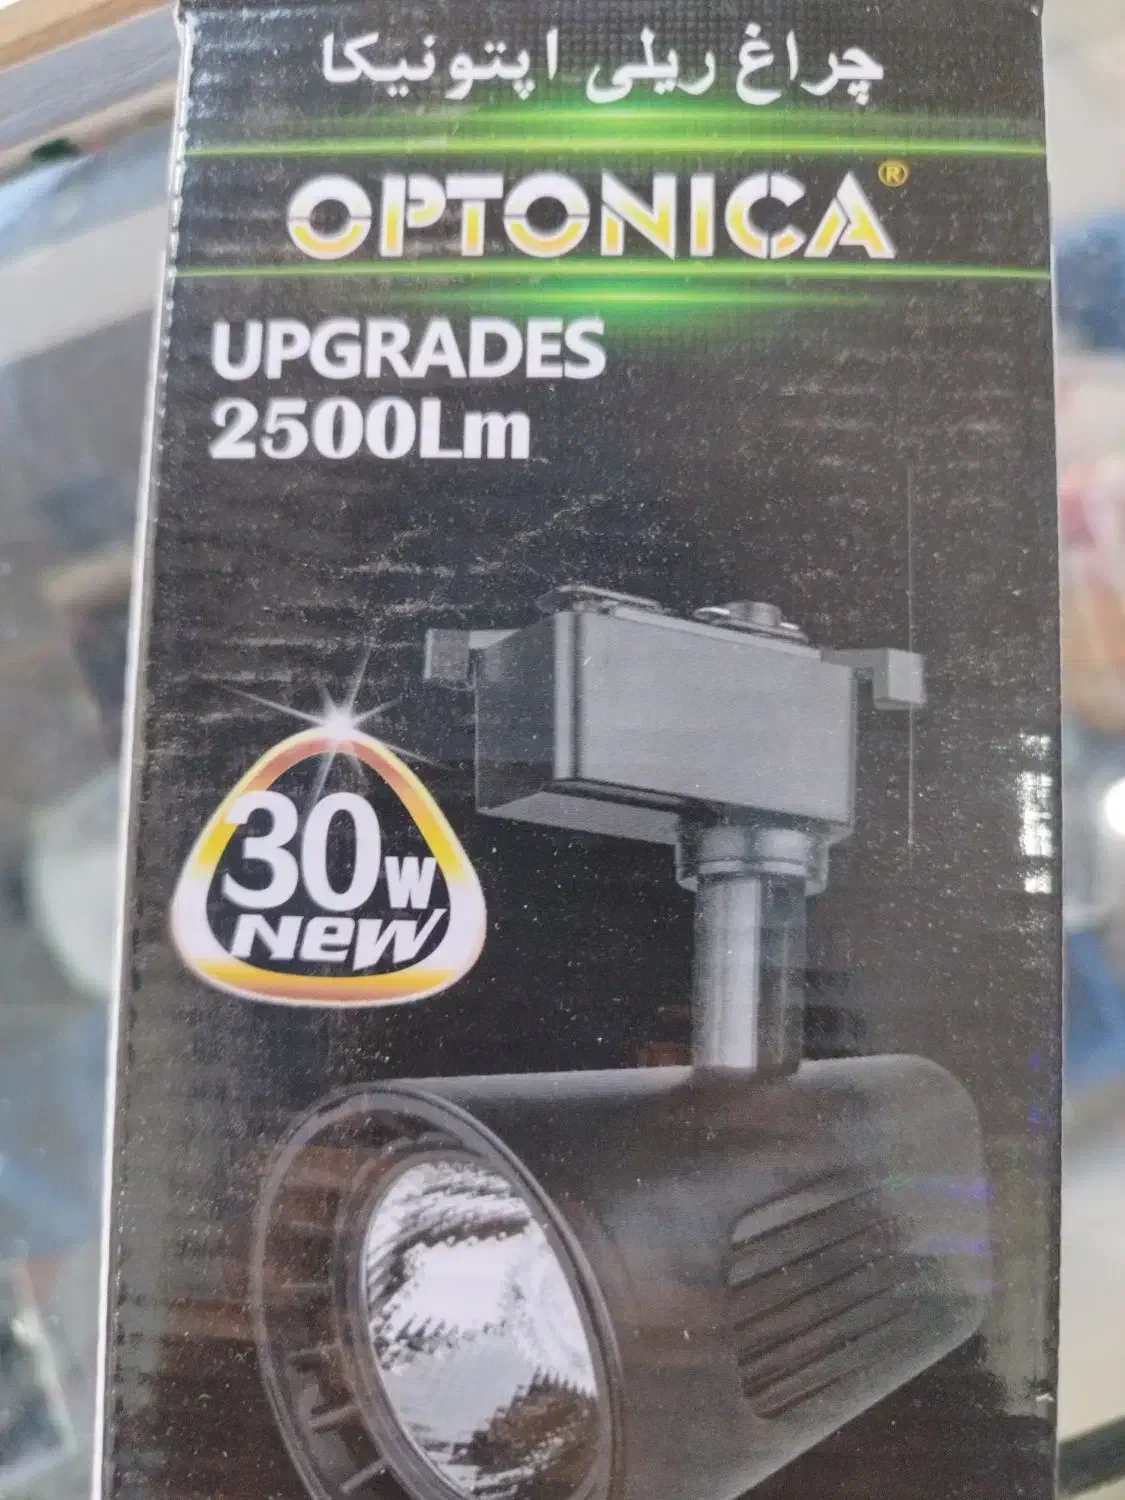 چراغ ریلی اپتونیکا
OPTONICA®
UPGRADES
2500Lm
30W
New